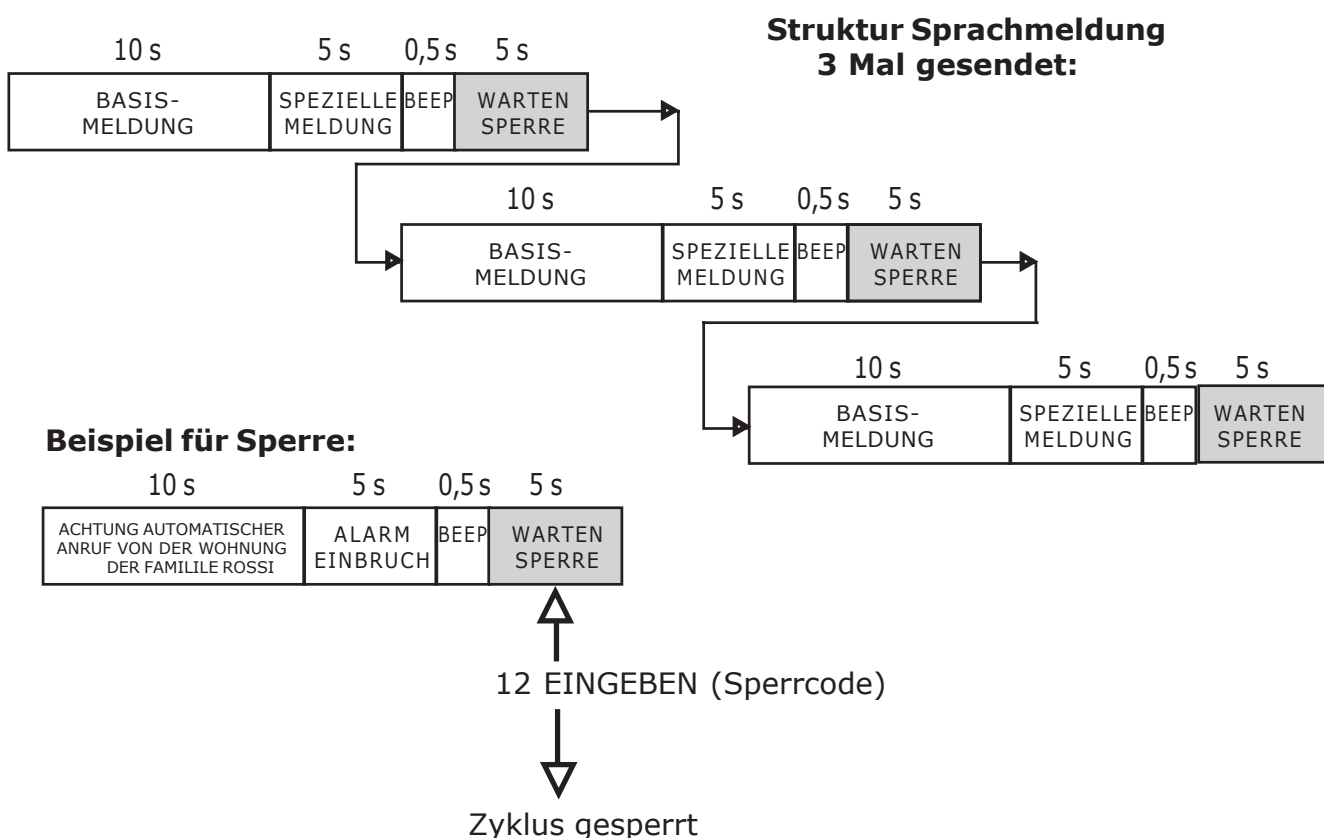 Struktur Sprachmeldung
3 Mal gesendet:
10 s 5 s 0,5 s 5 s
BASIS-
MELDUNG
SPEZIELLE
MELDUNG
BEEP
WARTEN
SPERRE
10 s 5 s 0,5 s 5 s
BASIS-
MELDUNG
SPEZIELLE
MELDUNG
BEEP
WARTEN
SPERRE
10 s 5 s 0,5 s 5 s
BASIS-
MELDUNG
SPEZIELLE
MELDUNG
BEEP
WARTEN
SPERRE
Beispiel für Sperre:
10 s 5 s 0,5 s 5 s
ACHTUNG AUTOMATISCHER
ANRUF VON DER WOHNUNG
DER FAMILILE ROSSI
ALARM
EINBRUCH
BEEP
WARTEN
SPERRE
12 EINGEBEN (Sperrcode)
Zyklus gesperrt